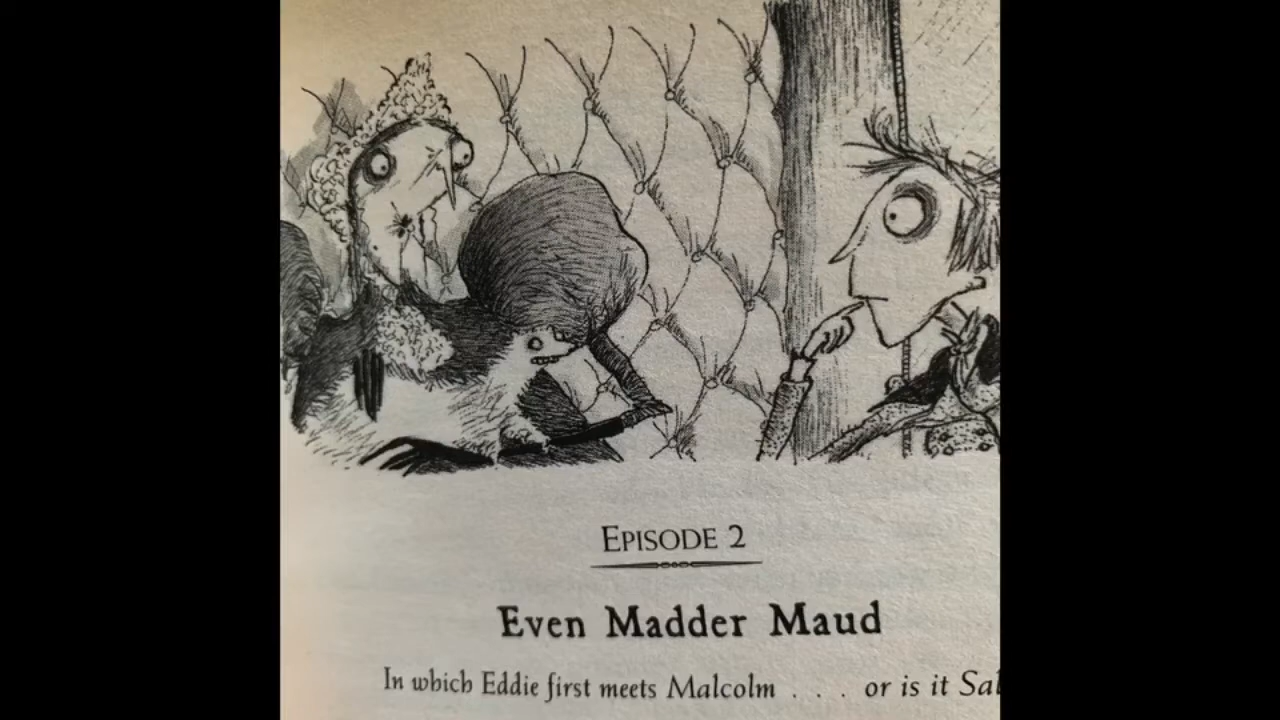 EPISODE 2
Even Madder Maud
In which Eddie first meets Malcolm . . . or is it